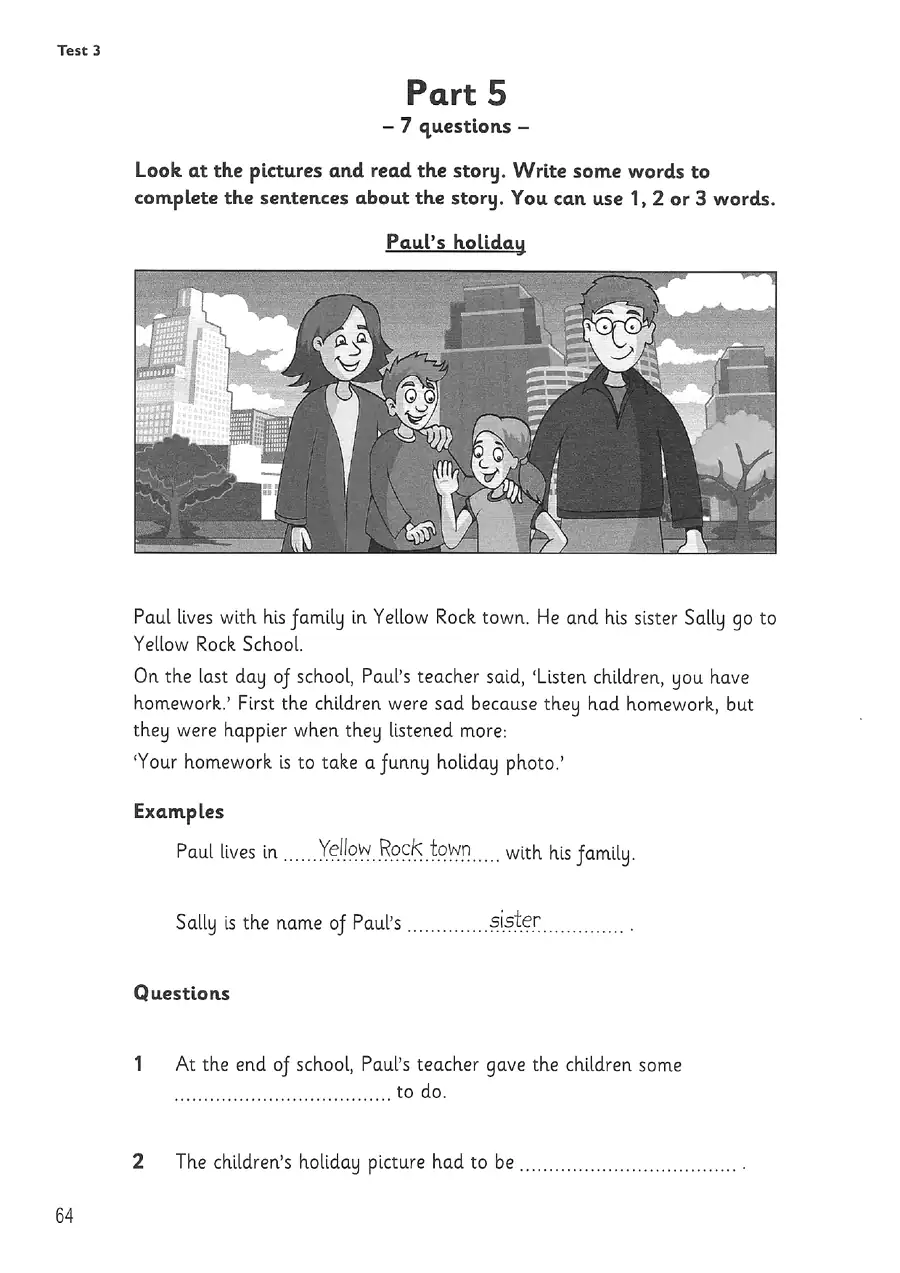 Test 3
Part 5
– 7 questions –
Look at the pictures and read the story. Write some words to
complete the sentences about the story. You can use 1, 2 or 3 words.
Paul's holiday
Paul lives with his family in Yellow Rock town. He and his sister Sally go to
Yellow Rock School.
On the last day of school, Paul's teacher said, 'Listen children, you have
homework.' First the children were sad because they had homework, but
they were happier when they listened more:
'Your homework is to take a funny holiday photo.'
Examples
Paul lives in ......Yellow Rock town..... with his family.
Sally is the name of Paul's ..............sister............... .
Questions
1 At the end of school, Paul's teacher gave the children some
..................................... to do.
2 The children's holiday picture had to be ..................................... .
64